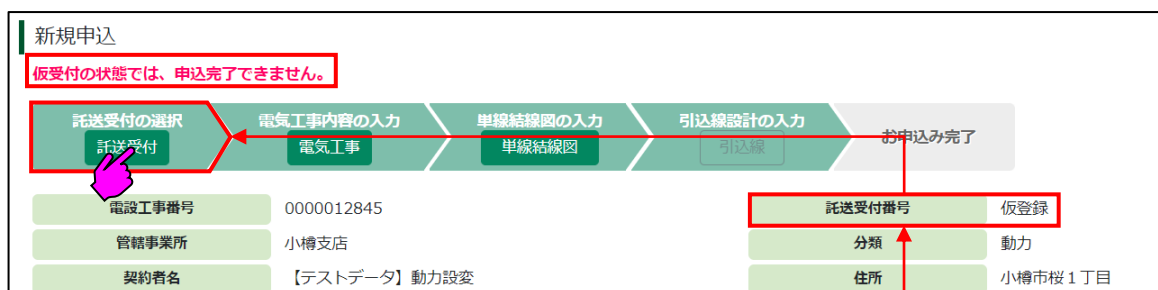 新規申込
仮受付の状態では、申込完了できません。
託送受付の選択 電気工事内容の入力 単線結線図の入力 引込線設計の入力 お申込み完了
託送受付 電気工事 単線結線図 引込線
電設工事番号 0000012845 託送受付番号 仮登録
管轄事業所 小樽支店 分類 動力
契約者名 【テストデータ】動力設変 住所 小樽市桜1丁目